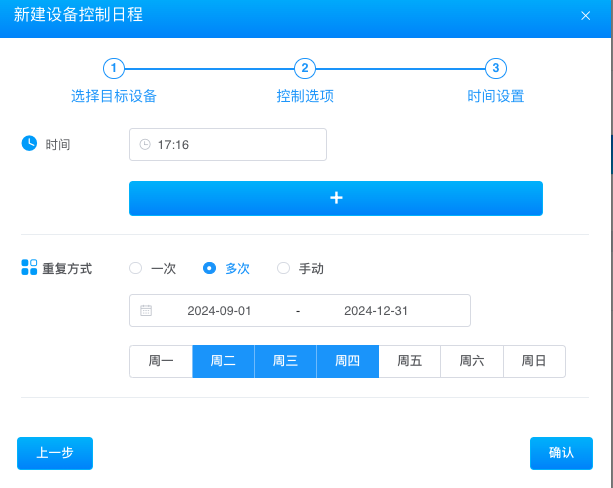 新建设备控制日程
1 2 3
选择目标设备 控制选项 时间设置
时间 17:16
+
重复方式 一次 多次 手动
2024-09-01 - 2024-12-31
周一 周二 周三 周四 周五 周六 周日
上一步 确认